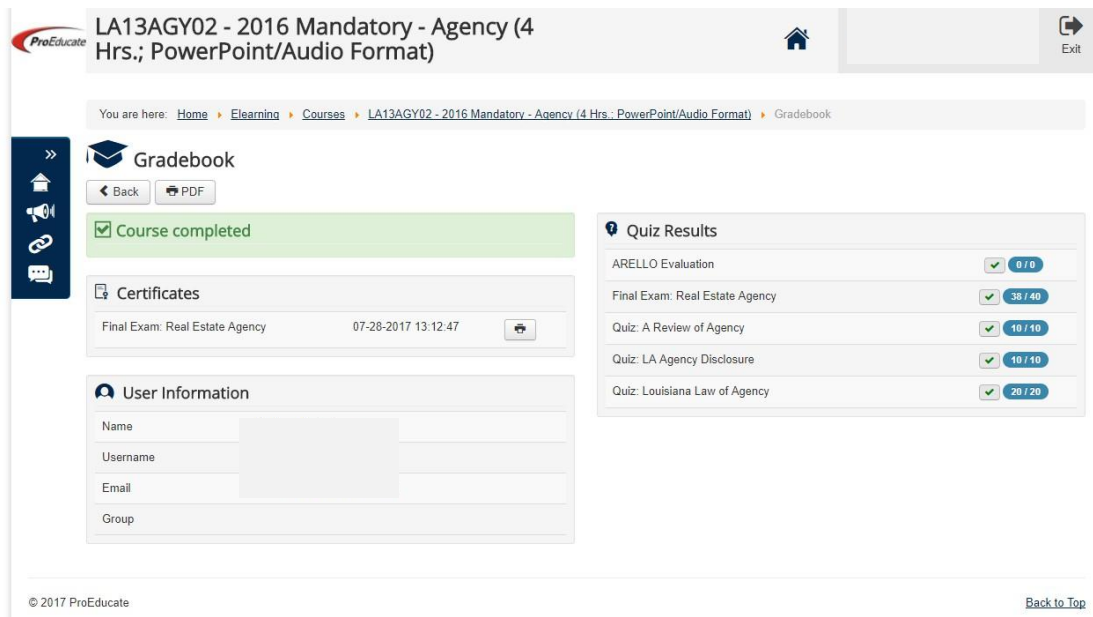 ProEducate
LA13AGY02 - 2016 Mandatory - Agency (4
Hrs.; PowerPoint/Audio Format)
Exit
You are here: Home Elearning Courses LA13AGY02 - 2016 Mandatory - Agency (4 Hrs.; PowerPoint/Audio Format) Gradebook
Gradebook
Back PDF
Course completed
Certificates
Final Exam: Real Estate Agency 07-28-2017 13:12:47
User Information
Name
Username
Email
Group
Quiz Results
ARELLO Evaluation 0 / 0
Final Exam: Real Estate Agency 38 / 40
Quiz: A Review of Agency 10 / 10
Quiz: LA Agency Disclosure 10 / 10
Quiz: Louisiana Law of Agency 20 / 20
© 2017 ProEducate
Back to Top